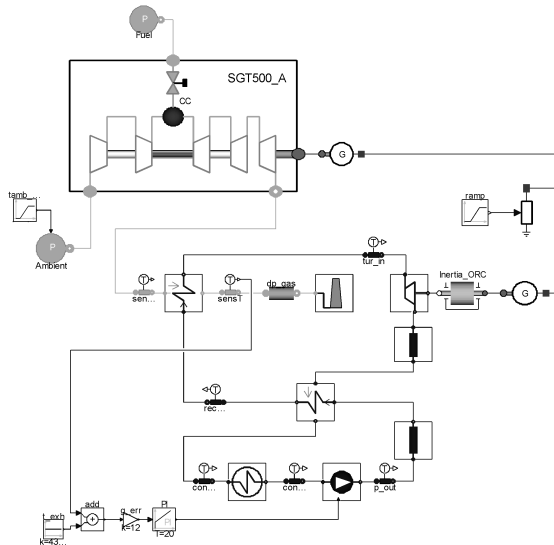 P
Fuel
SGT500_A
CC
G
tamb_...
P
Ambient
ramp
T
tur_in
T
sen...
T
sensT
dp_gas
Inertia_ORC
G
T
rec...
T
con...
T
con...
T
p_out
t_exh
k=43...
add
+
g_err
k=12
PI
PI
T=20